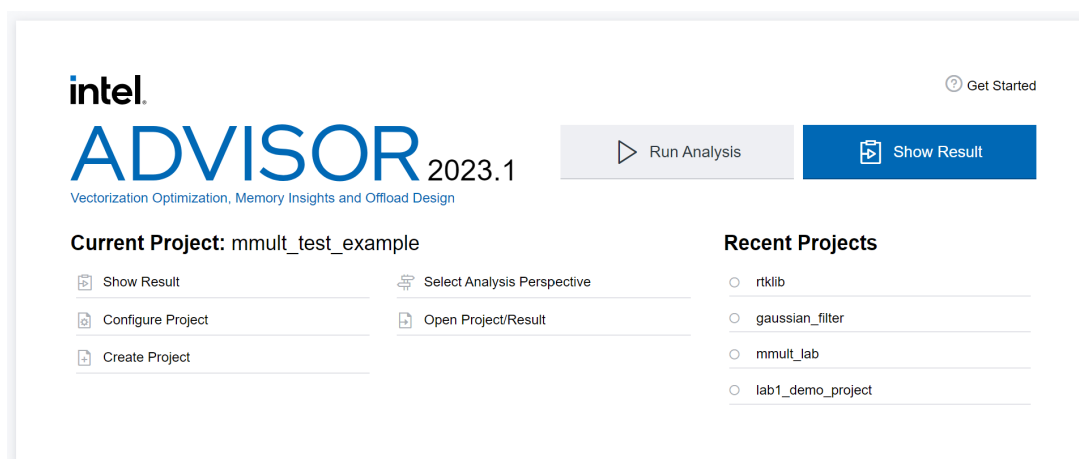 intel.
Get Started
ADVISOR 2023.1
Run Analysis
Show Result
Vectorization Optimization, Memory Insights and Offload Design
Current Project: mmult_test_example
Show Result
Configure Project
Create Project
Select Analysis Perspective
Open Project/Result
Recent Projects
rtklib
gaussian_filter
mmult_lab
lab1_demo_project